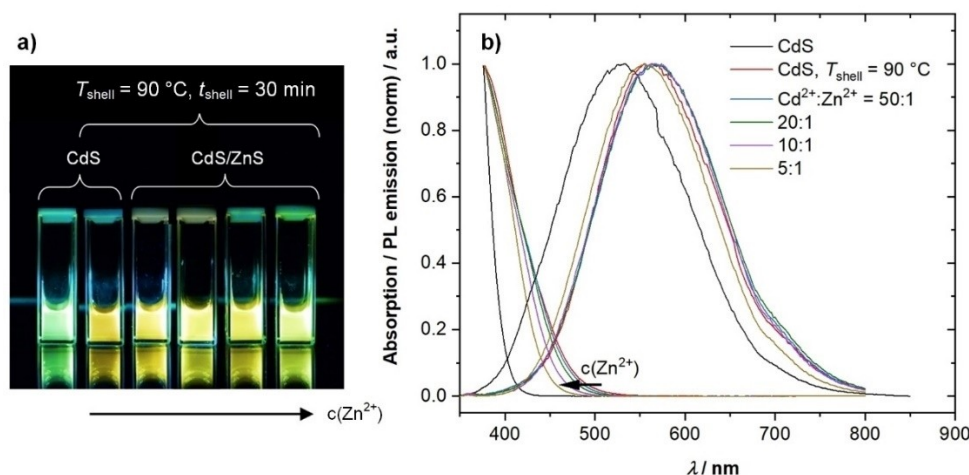 a)
T_shell = 90 °C, t_shell = 30 min
CdS
CdS/ZnS
c(Zn²⁺)
b)
Absorption / PL emission (norm) / a.u.
1.0
0.8
0.6
0.4
0.2
0.0
CdS
CdS, T_shell = 90 °C
Cd²⁺:Zn²⁺ = 50:1
20:1
10:1
5:1
c(Zn²⁺)
400 500 600 700 800 900
λ / nm